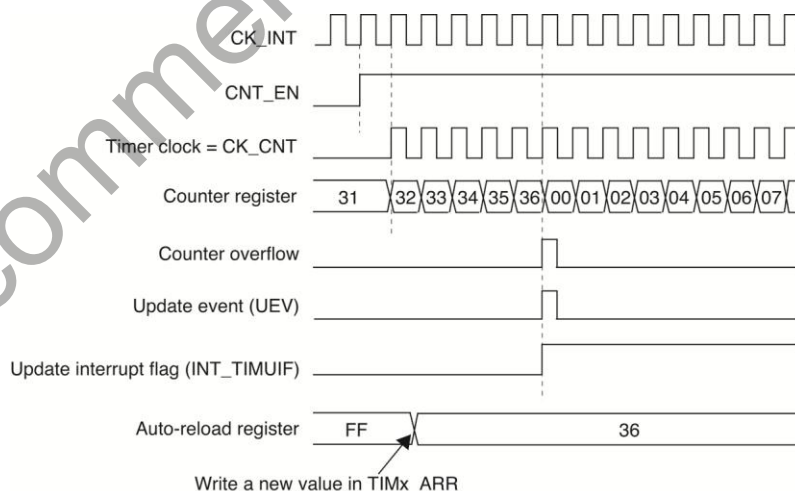 CK_INT
CNT_EN
Timer clock = CK_CNT
Counter register 31 32 33 34 35 36 00 01 02 03 04 05 06 07
Counter overflow
Update event (UEV)
Update interrupt flag (INT_TIMUIF)
Auto-reload register FF 36
Write a new value in TIMx_ARR